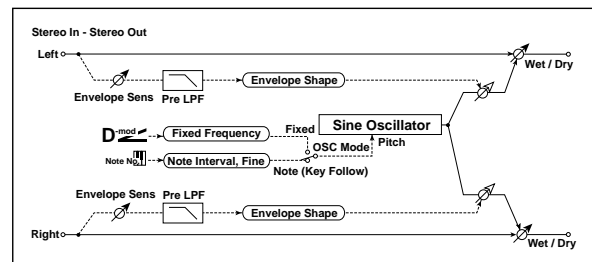 Stereo In - Stereo Out
Left
Wet / Dry
Envelope Sens
Pre LPF
Envelope Shape
D-mod
Fixed Frequency
Fixed
Sine Oscillator
OSC Mode
Pitch
Note No.
Note Interval, Fine
Note (Key Follow)
Envelope Sens
Pre LPF
Envelope Shape
Right
Wet / Dry